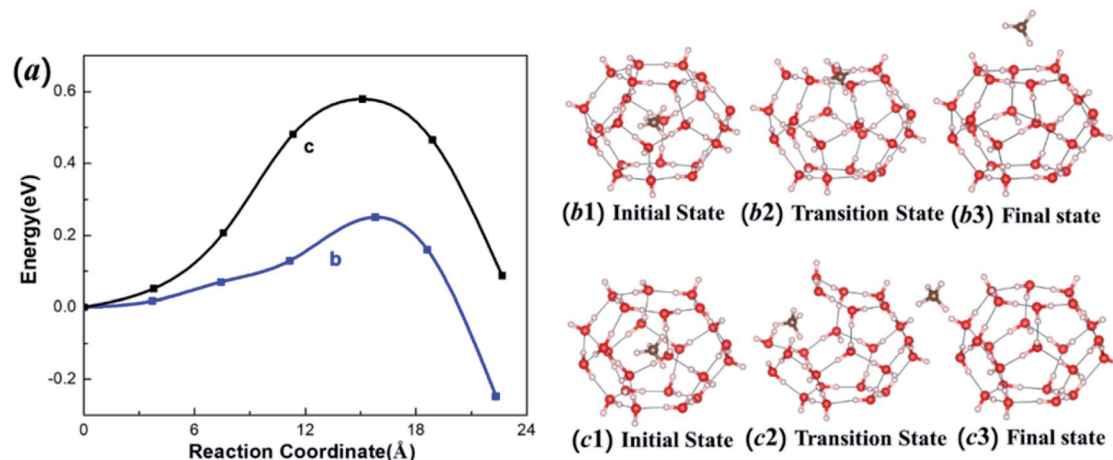 (a)
0.6
0.4
0.2
0.0
-0.2
Energy(eV)
c
b
0 6 12 18 24
Reaction Coordinate(Å)
(b1) Initial State (b2) Transition State (b3) Final state
(c1) Initial State (c2) Transition State (c3) Final state